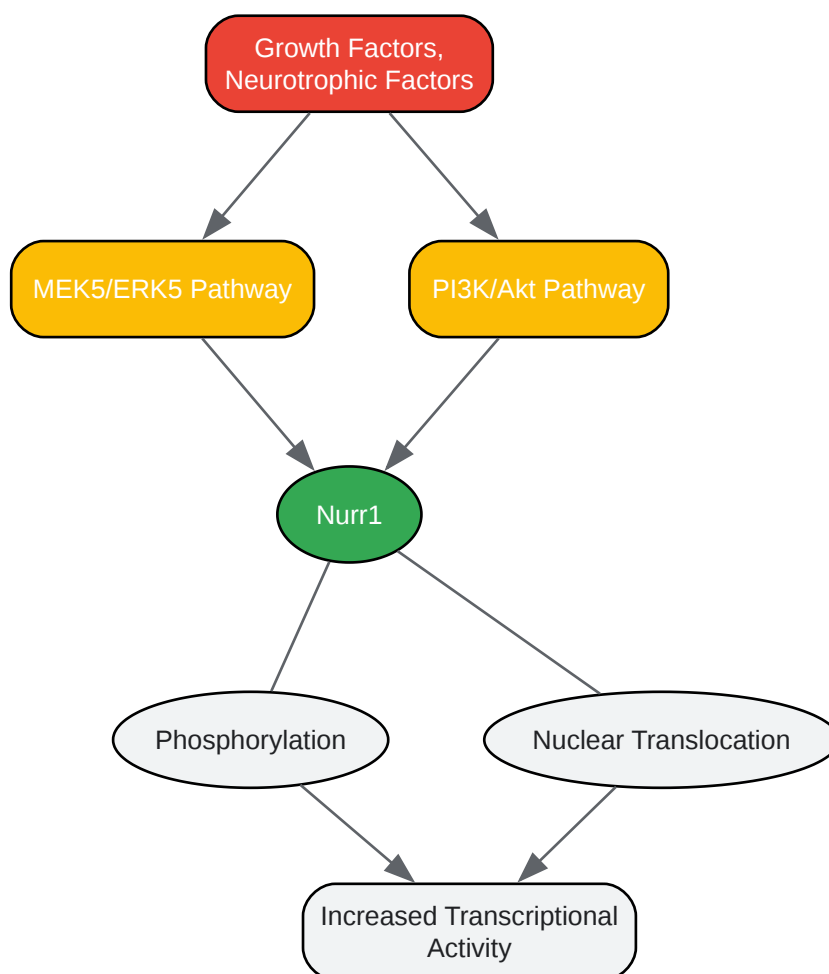 Growth Factors,
Neurotrophic Factors
MEK5/ERK5 Pathway
PI3K/Akt Pathway
Nurr1
Phosphorylation
Nuclear Translocation
Increased Transcriptional
Activity